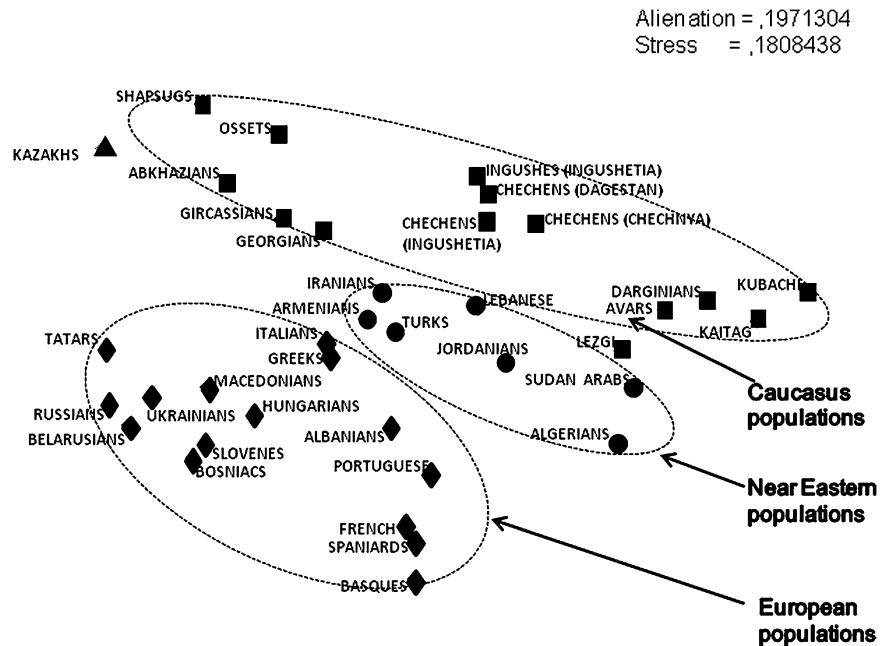 Alienation = ,1971304
Stress = ,1808438
SHAPSUGS
OSSETS
KAZAKHS
ABKHAZIANS
INGUSHES (INGUSHETIA)
CHECHENS (DAGESTAN)
GIRCASSIANS
CHECHENS
(INGUSHETIA)
CHECHENS (CHECHNYA)
GEORGIANS
IRANIANS
ARMENIANS
LEBANESE
DARGINIANS
KUBACHI
AVARS
KAITAG
TURKS
ITALIANS
TATARS
GREEKS
JORDANIANS
LEZGI
MACEDONIANS
SUDAN ARABS
Caucasus
populations
RUSSIANS
UKRAINIANS
HUNGARIANS
BELARUSIANS
ALBANIANS
ALGERIANS
SLOVENES
BOSNIACS
PORTUGUESE
Near Eastern
populations
FRENCH
SPANIARDS
BASQUES
European
populations